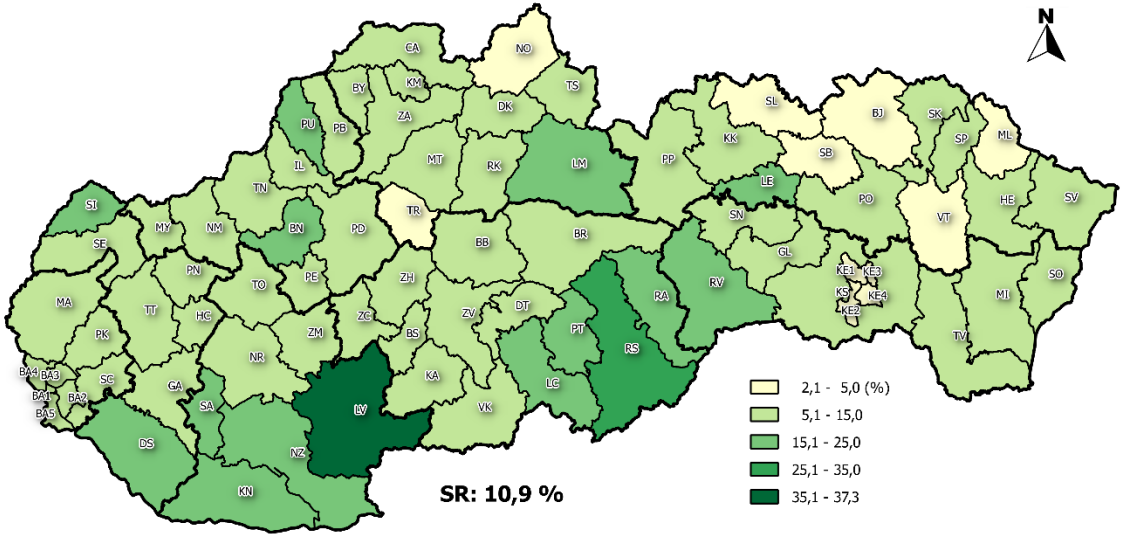 N
CA
NO
BY
KM
TS
DK
PU
PB
ZA
IL
MT
RK
LM
TN
SI
MY
NM
BN
PD
TR
SE
PN
TO
PE
ZH
BB
BR
MA
TT
HC
ZM
ZC
BS
ZV
DT
PK
NR
KA
VK
BA4
BA3
SC
BA1
BA2
BA5
GA
SA
LV
DS
NZ
KN
PT
RA
RS
LC
RV
PP
KK
SL
BJ
SK
SP
ML
SB
LE
PO
VT
HE
SV
SN
GL
KE1
KE3
K5
KE4
KE2
MI
SO
TV
2,1 - 5,0 (%)
5,1 - 15,0
15,1 - 25,0
25,1 - 35,0
35,1 - 37,3
SR: 10,9 %